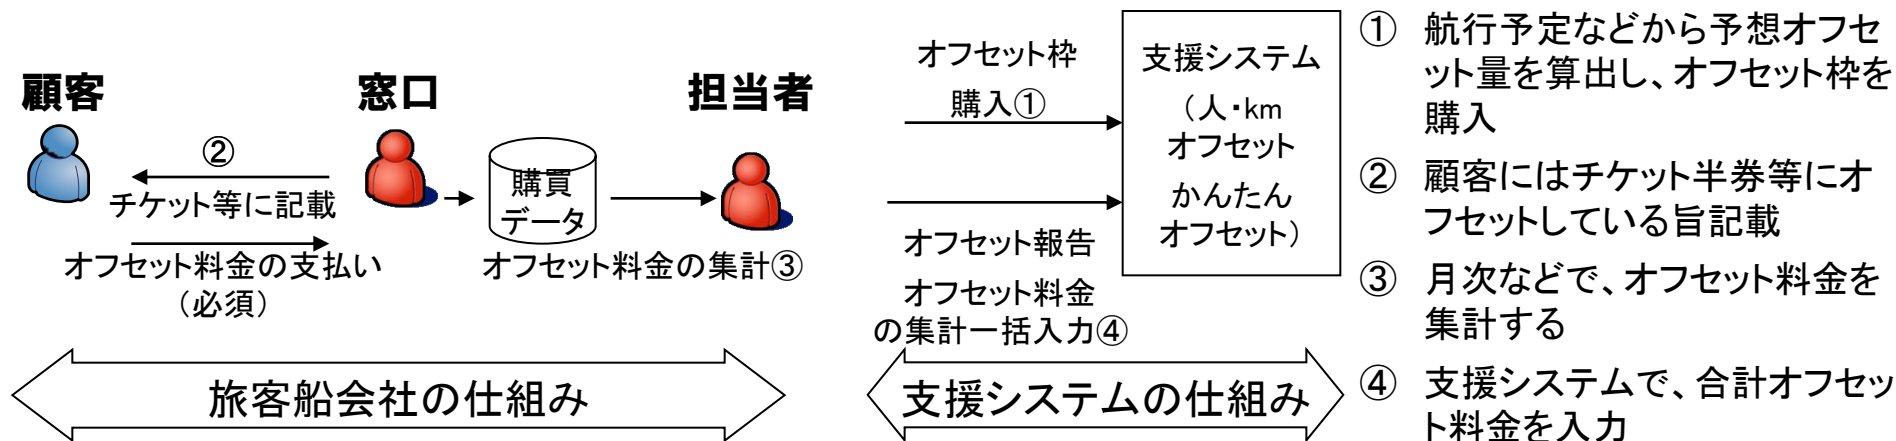 顧客
窓口
担当者
②
チケット等に記載
オフセット料金の支払い
（必須）
購買
データ
オフセット料金の集計③
旅客船会社の仕組み
オフセット枠
購入①
オフセット報告
オフセット料金
の集計一括入力④
支援システム
（人・km
オフセット
かんたん
オフセット）
支援システムの仕組み
① 航行予定などから予想オフセ
ット量を算出し、オフセット枠を
購入
② 顧客にはチケット半券等にオ
フセットしている旨記載
③ 月次などで、オフセット料金を
集計する
④ 支援システムで、合計オフセッ
ト料金を入力